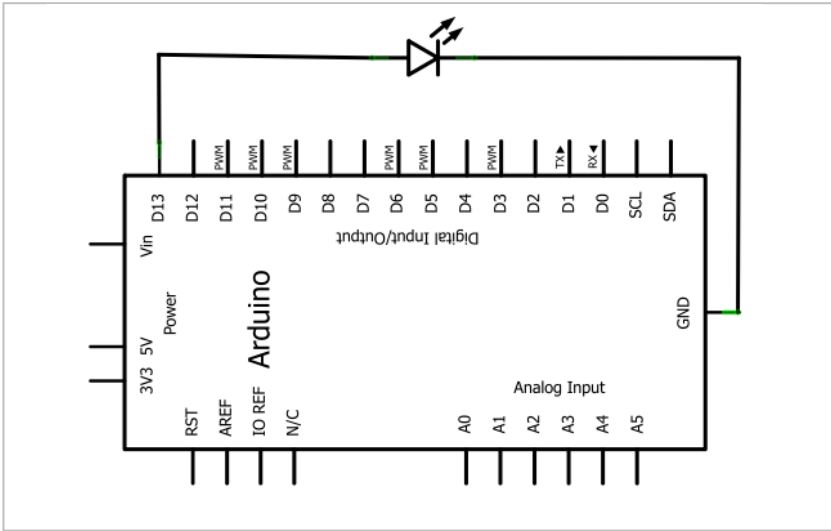 PWM
PWM
PWM
PWM
PWM
PWM
TX▶
RX◀
D13
D12
D11
D10
D9
D8
D7
D6
D5
D4
D3
D2
D1
D0
SCL
SDA
Digital Input/Output
Vin
Power
5V
3V3
Arduino
GND
Analog Input
RST
AREF
IO REF
N/C
A0
A1
A2
A3
A4
A5